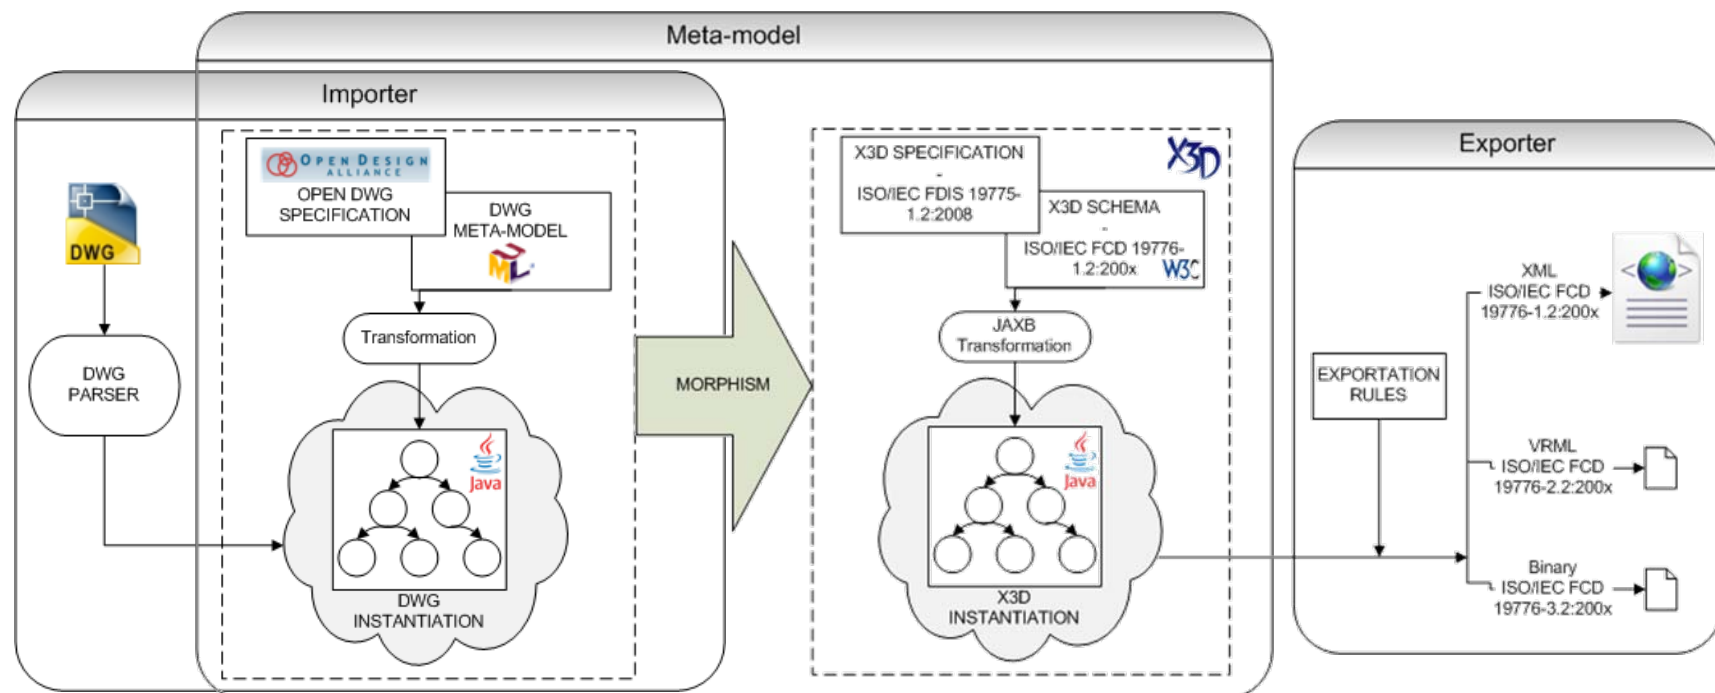 Meta-model
Importer
DWG
DWG
PARSER
OPEN DESIGN
ALLIANCE
OPEN DWG
SPECIFICATION
DWG
META-MODEL
UML
Transformation
Java
DWG
INSTANTIATION
MORPHISM
X3D SPECIFICATION
-
ISO/IEC FDIS 19775-
1.2:2008
X3D
X3D SCHEMA
-
ISO/IEC FCD 19776-
1.2:200x
W3C
JAXB
Transformation
Java
X3D
INSTANTIATION
Exporter
EXPORTATION
RULES
XML
ISO/IEC FCD
19776-1.2:200x
VRML
ISO/IEC FCD
19776-2.2:200x
Binary
ISO/IEC FCD
19776-3.2:200x